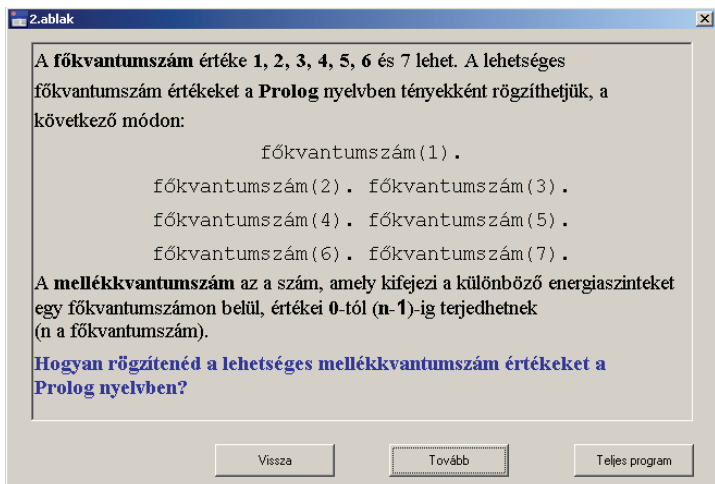 2.ablak
A főkvantumszám értéke 1, 2, 3, 4, 5, 6 és 7 lehet. A lehetséges
főkvantumszám értékeket a Prolog nyelvben tényekként rögzíthetjük, a
következő módon:
főkvantumszám(1).
főkvantumszám(2). főkvantumszám(3).
főkvantumszám(4). főkvantumszám(5).
főkvantumszám(6). főkvantumszám(7).
A mellékkvantumszám az a szám, amely kifejezi a különböző energiaszinteket
egy főkvantumszámon belül, értékei 0-tól (n-1)-ig terjedhetnek
(n a főkvantumszám).
Hogyan rögzítenéd a lehetséges mellékkvantumszám értékeket a
Prolog nyelvben?
Vissza Tovább Teljes program